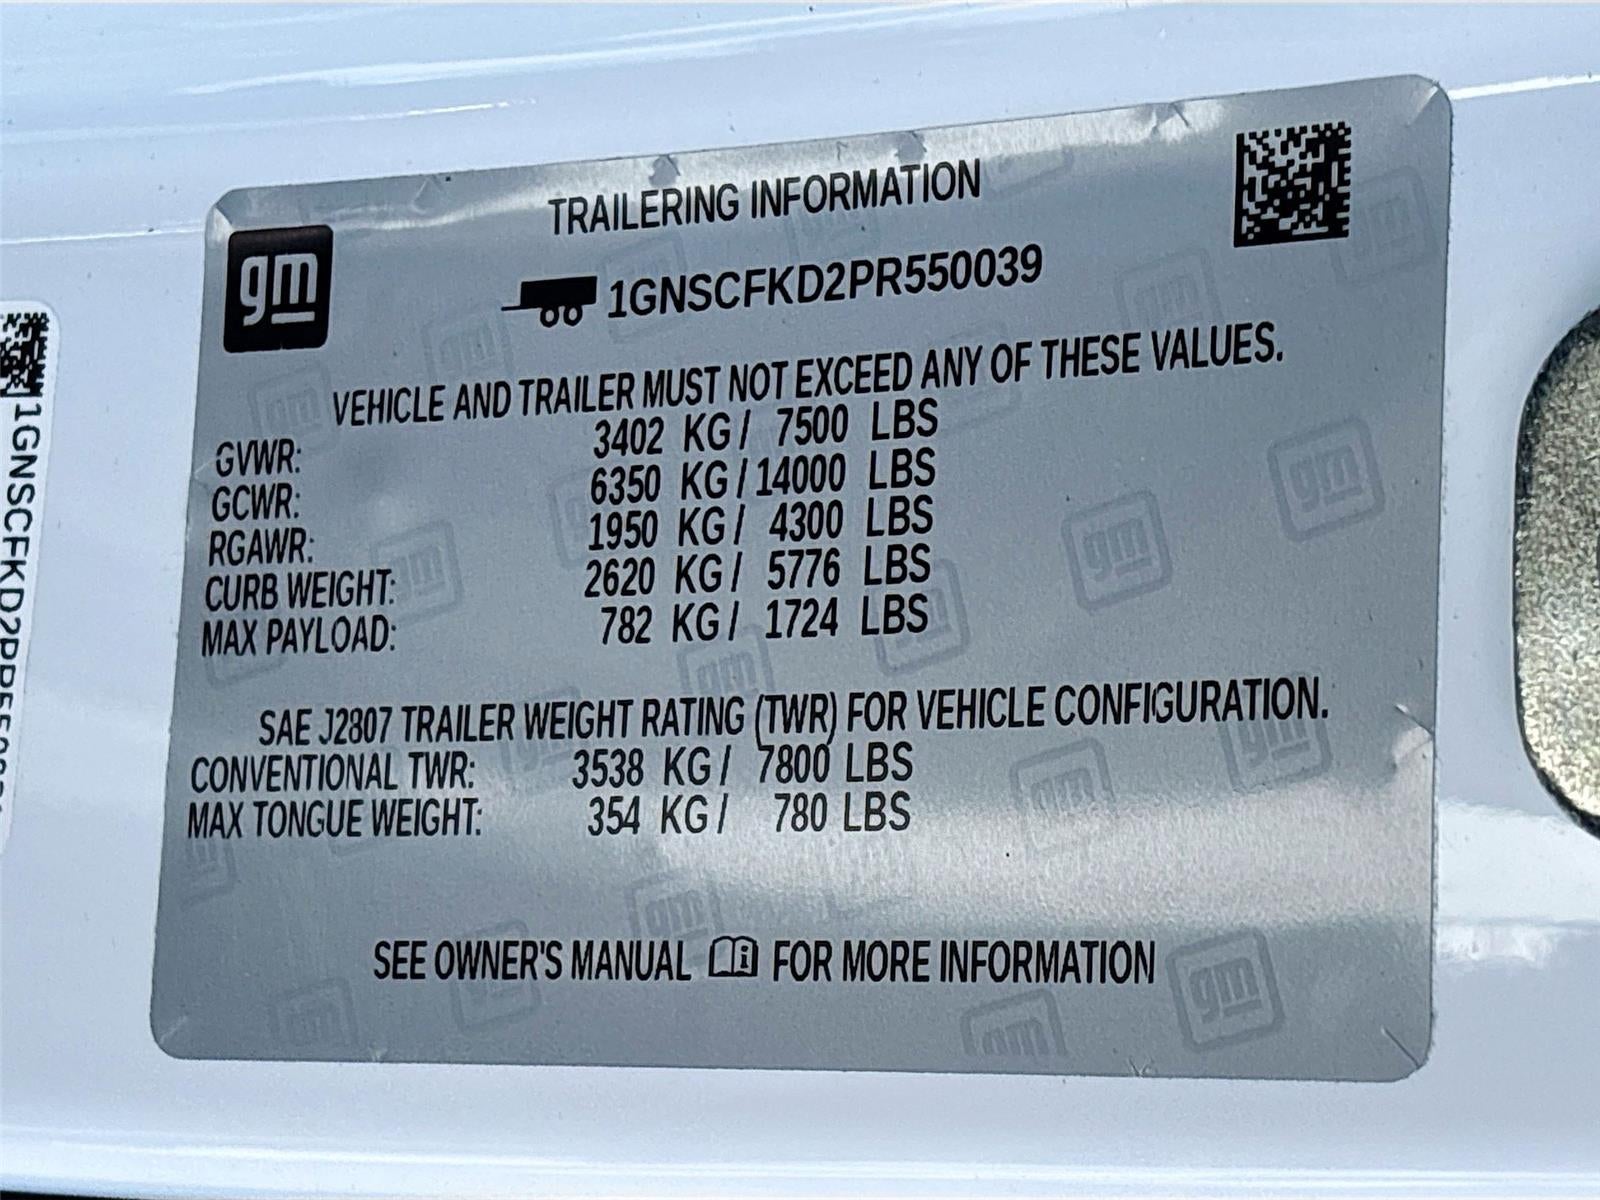 gm
TRAILERING INFORMATION
1GNSCFKD2PR550039
VEHICLE AND TRAILER MUST NOT EXCEED ANY OF THESE VALUES.
GVWR: 3402 KG / 7500 LBS
GCWR: 6350 KG / 14000 LBS
RGAWR: 1950 KG / 4300 LBS
CURB WEIGHT: 2620 KG / 5776 LBS
MAX PAYLOAD: 782 KG / 1724 LBS
SAE J2807 TRAILER WEIGHT RATING (TWR) FOR VEHICLE CONFIGURATION.
CONVENTIONAL TWR: 3538 KG / 7800 LBS
MAX TONGUE WEIGHT: 354 KG / 780 LBS
SEE OWNER'S MANUAL i FOR MORE INFORMATION